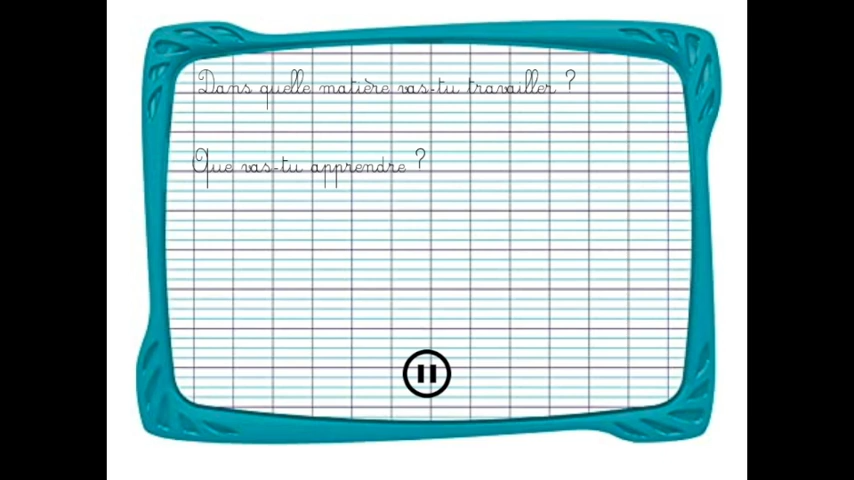 Dans quelle matière vas-tu travailler ?
Que vas-tu apprendre ?